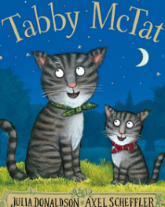 Tabby McTat
JULIA DONALDSON • AXEL SCHEFFLER